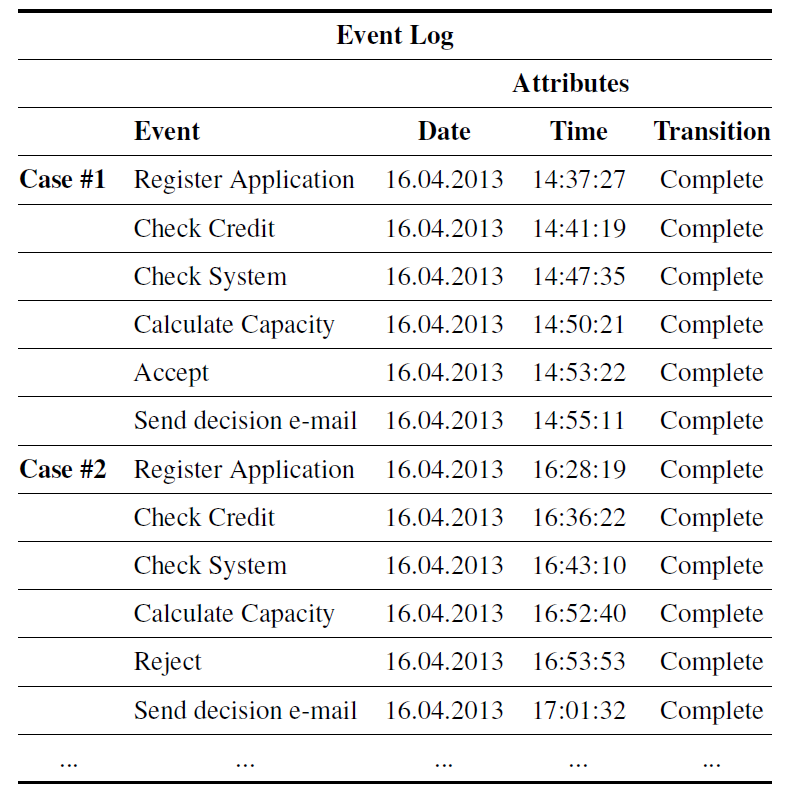 Event Log
Attributes
Event Date Time Transition
Case #1 Register Application 16.04.2013 14:37:27 Complete
Check Credit 16.04.2013 14:41:19 Complete
Check System 16.04.2013 14:47:35 Complete
Calculate Capacity 16.04.2013 14:50:21 Complete
Accept 16.04.2013 14:53:22 Complete
Send decision e-mail 16.04.2013 14:55:11 Complete
Case #2 Register Application 16.04.2013 16:28:19 Complete
Check Credit 16.04.2013 16:36:22 Complete
Check System 16.04.2013 16:43:10 Complete
Calculate Capacity 16.04.2013 16:52:40 Complete
Reject 16.04.2013 16:53:53 Complete
Send decision e-mail 16.04.2013 17:01:32 Complete
... ... ... ... ...